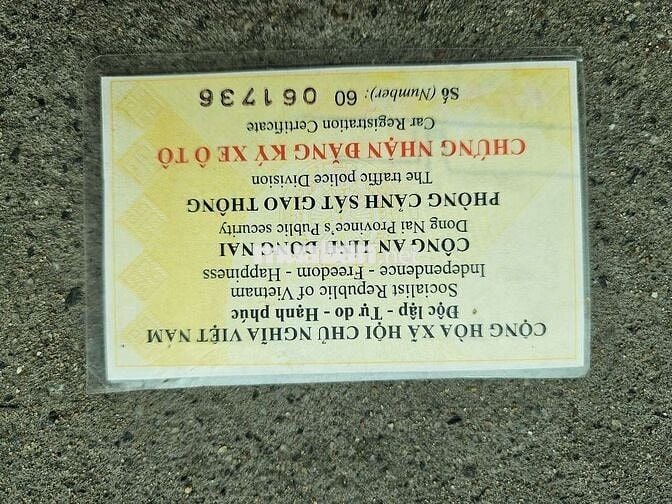 CỘNG HÒA XÃ HỘI CHỦ NGHĨA VIỆT NAM
Độc lập - Tự do - Hạnh phúc
Socialist Republic of Vietnam
Independence - Freedom - Happiness
CÔNG AN TỈNH ĐỒNG NAI
Dong Nai Province's Public security
PHÒNG CẢNH SÁT GIAO THÔNG
The traffic police Division
CHỨNG NHẬN ĐĂNG KÝ XE Ô TÔ
Car Registration Certificate
Số (Number): 60 061736